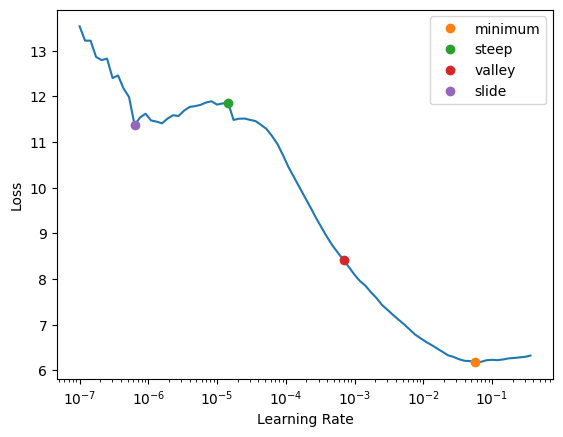 minimum
steep
valley
slide
Loss
13
12
11
10
9
8
7
6
10⁻⁷
10⁻⁶
10⁻⁵
10⁻⁴
10⁻³
10⁻²
10⁻¹
Learning Rate